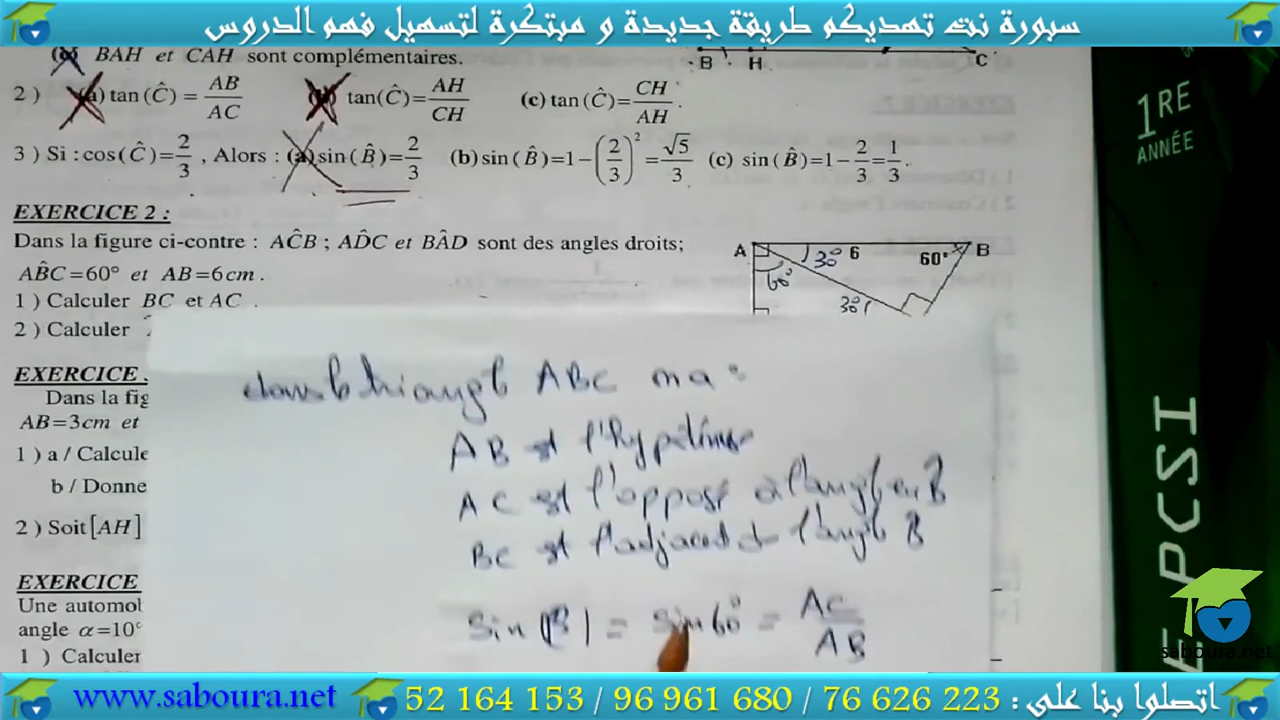 سبورة نت تهديكم طريقة جديدة و مبتكرة لتسهيل فهو الدروس
BAH et CAH sont complémentaires.
B H C
2 ) (a) tan(Ĉ) = AB/AC tan(Ĉ)=AH/CH (c) tan(Ĉ)=CH/AH.
3 ) Si : cos(Ĉ)=2/3 , Alors : (a) sin(B̂)=2/3 (b) sin(B̂)=1−(2/3)²=√5/3 (c) sin(B̂)=1−2/3=1/3.
EXERCICE 2 :
Dans la figure ci-contre : AĈB ; AD̂C et BÂD sont des angles droits;
AB̂C=60° et AB=6cm .
1 ) Calculer BC et AC .
2 ) Calculer
A 30° 6 60° B
60°
30°
EXERCICE
Dans la fig
AB=3cm et
1 ) a / Calcule
b / Donne
2 ) Soit [AH]
EXERCICE
Une automol
angle α=10°
1 ) Calculer
dans le triangle ABC on a :
AB est l'hypoténuse
AC est l'opposé à l'angle en B
BC est l'adjacent à l'angle B
Sin (B) = sin 60° = AC/AB
1RE
ANNÉE
PCSI
saboura.net
www.saboura.net
52 164 153 / 96 961 680 / 76 626 223 : اتصلوا بنا على